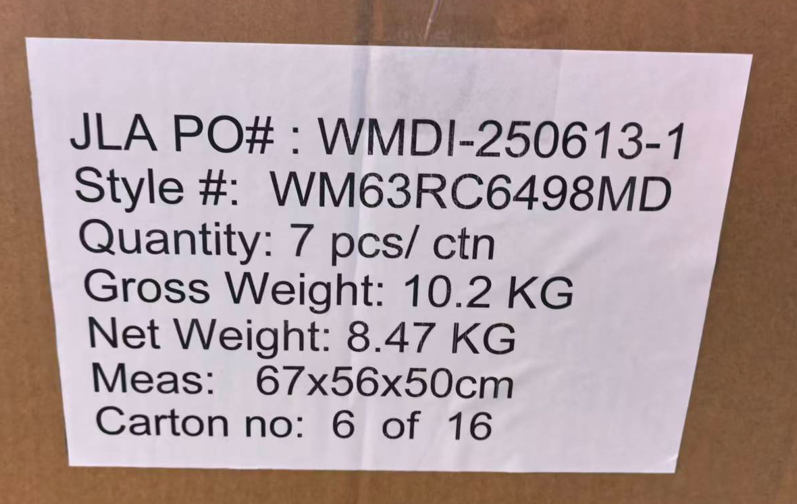 JLA PO# : WMDI-250613-1
Style #: WM63RC6498MD
Quantity: 7 pcs/ ctn
Gross Weight: 10.2 KG
Net Weight: 8.47 KG
Meas: 67x56x50cm
Carton no: 6 of 16